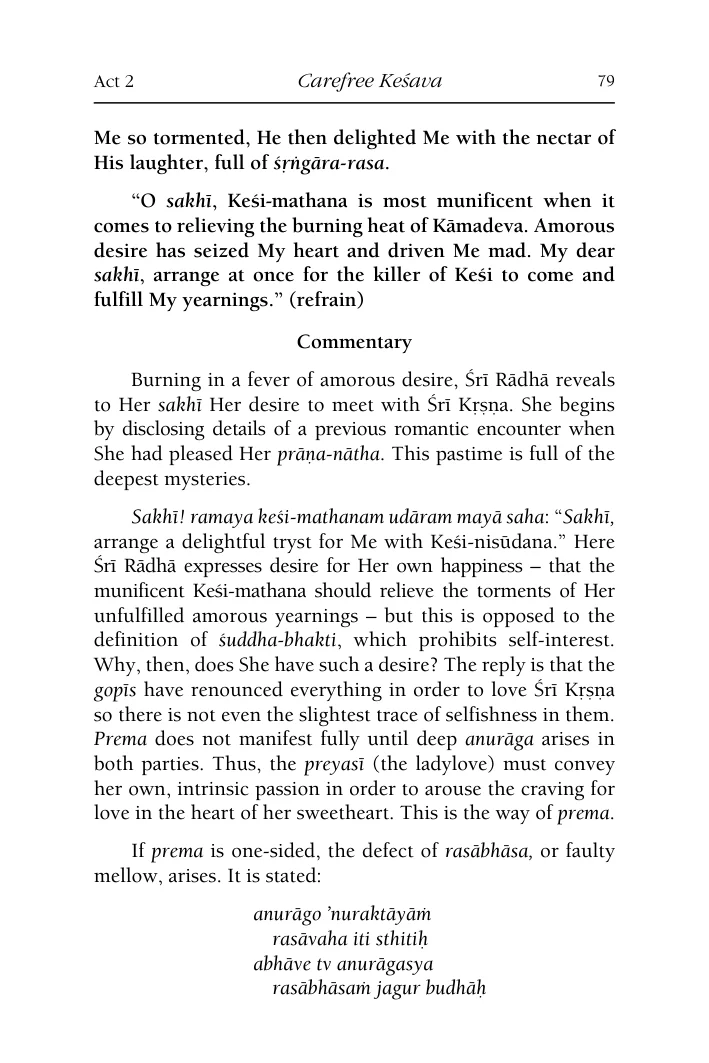 Act 2 Carefree Keśava 79
Me so tormented, He then delighted Me with the nectar of
His laughter, full of śṛṅgāra-rasa.
“O sakhī, Keśi-mathana is most munificent when it
comes to relieving the burning heat of Kāmadeva. Amorous
desire has seized My heart and driven Me mad. My dear
sakhī, arrange at once for the killer of Keśi to come and
fulfill My yearnings.” (refrain)
Commentary
Burning in a fever of amorous desire, Śrī Rādhā reveals
to Her sakhī Her desire to meet with Śrī Kṛṣṇa. She begins
by disclosing details of a previous romantic encounter when
She had pleased Her prāṇa-nātha. This pastime is full of the
deepest mysteries.
Sakhī! ramaya keśi-mathanam udāram mayā saha: “Sakhī,
arrange a delightful tryst for Me with Keśi-nisūdana.” Here
Śrī Rādhā expresses desire for Her own happiness – that the
munificent Keśi-mathana should relieve the torments of Her
unfulfilled amorous yearnings – but this is opposed to the
definition of śuddha-bhakti, which prohibits self-interest.
Why, then, does She have such a desire? The reply is that the
gopīs have renounced everything in order to love Śrī Kṛṣṇa
so there is not even the slightest trace of selfishness in them.
Prema does not manifest fully until deep anurāga arises in
both parties. Thus, the preyasī (the ladylove) must convey
her own, intrinsic passion in order to arouse the craving for
love in the heart of her sweetheart. This is the way of prema.
If prema is one-sided, the defect of rasābhāsa, or faulty
mellow, arises. It is stated:
anurāgo ’nuraktāyāṁ
rasāvaha iti sthitiḥ
abhāve tv anurāgasya
rasābhāsaṁ jagur budhāḥ